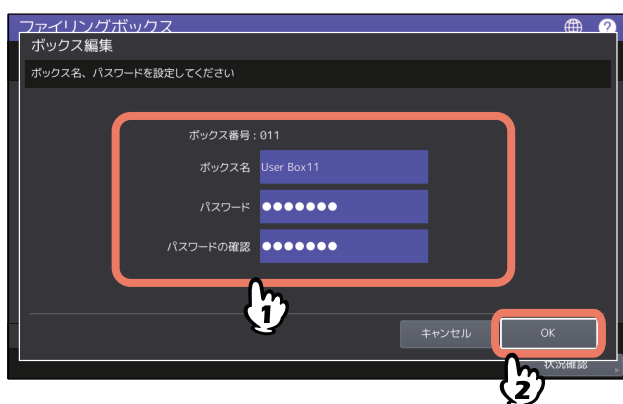 ファイリングボックス
?
ボックス編集
ボックス名、パスワードを設定してください
ボックス番号：011
ボックス名 User Box11
パスワード ●●●●●●●
パスワードの確認 ●●●●●●●
1
キャンセル OK
状況確認
2